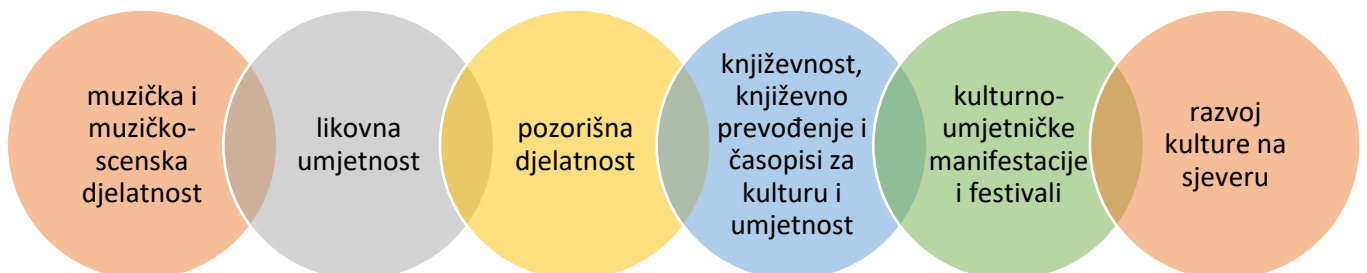 muzička i
muzičko-
scenska
djelatnost
likovna
umjetnost
pozorišna
djelatnost
književnost,
književno
prevođenje i
časopisi za
kulturu i
umjetnost
kulturno-
umjetničke
manifestacije
i festivali
razvoj
kulture na
sjeveru